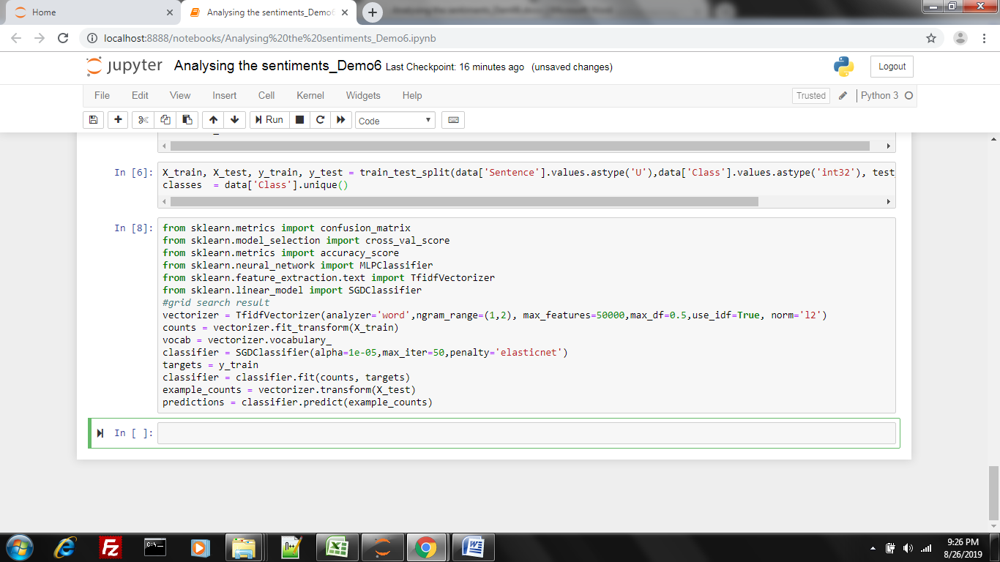 Home
Analysing the sentiments_Demo6
localhost:8888/notebooks/Analysing%20the%20sentiments_Demo6.ipynb
jupyter Analysing the sentiments_Demo6 Last Checkpoint: 16 minutes ago (unsaved changes)
Logout
File Edit View Insert Cell Kernel Widgets Help
Trusted Python 3
Run Code
In [6]: X_train, X_test, y_train, y_test = train_test_split(data['Sentence'].values.astype('U'),data['Class'].values.astype('int32'), test
classes  = data['Class'].unique()
In [8]: from sklearn.metrics import confusion_matrix
from sklearn.model_selection import cross_val_score
from sklearn.metrics import accuracy_score
from sklearn.neural_network import MLPClassifier
from sklearn.feature_extraction.text import TfidfVectorizer
from sklearn.linear_model import SGDClassifier
#grid search result
vectorizer = TfidfVectorizer(analyzer='word',ngram_range=(1,2), max_features=50000,max_df=0.5,use_idf=True, norm='l2')
counts = vectorizer.fit_transform(X_train)
vocab = vectorizer.vocabulary_
classifier = SGDClassifier(alpha=1e-05,max_iter=50,penalty='elasticnet')
targets = y_train
classifier = classifier.fit(counts, targets)
example_counts = vectorizer.transform(X_test)
predictions = classifier.predict(example_counts)
In [ ]:
9:26 PM
8/26/2019